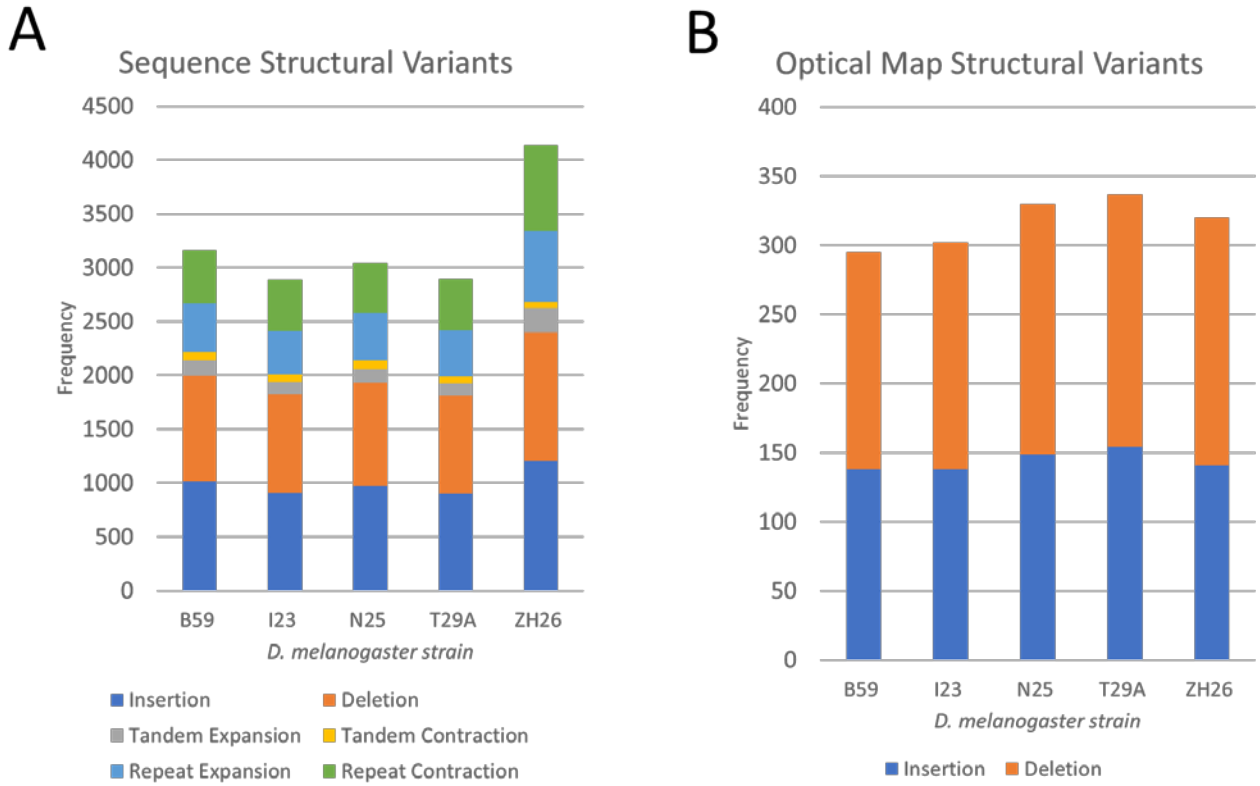 A
Sequence Structural Variants
4500
4000
3500
3000
2500
2000
1500
1000
500
0
Frequency
B59 I23 N25 T29A ZH26
D. melanogaster strain
Insertion Deletion
Tandem Expansion Tandem Contraction
Repeat Expansion Repeat Contraction
B
Optical Map Structural Variants
400
350
300
250
200
150
100
50
0
Frequency
B59 I23 N25 T29A ZH26
D. melanogaster strain
Insertion Deletion